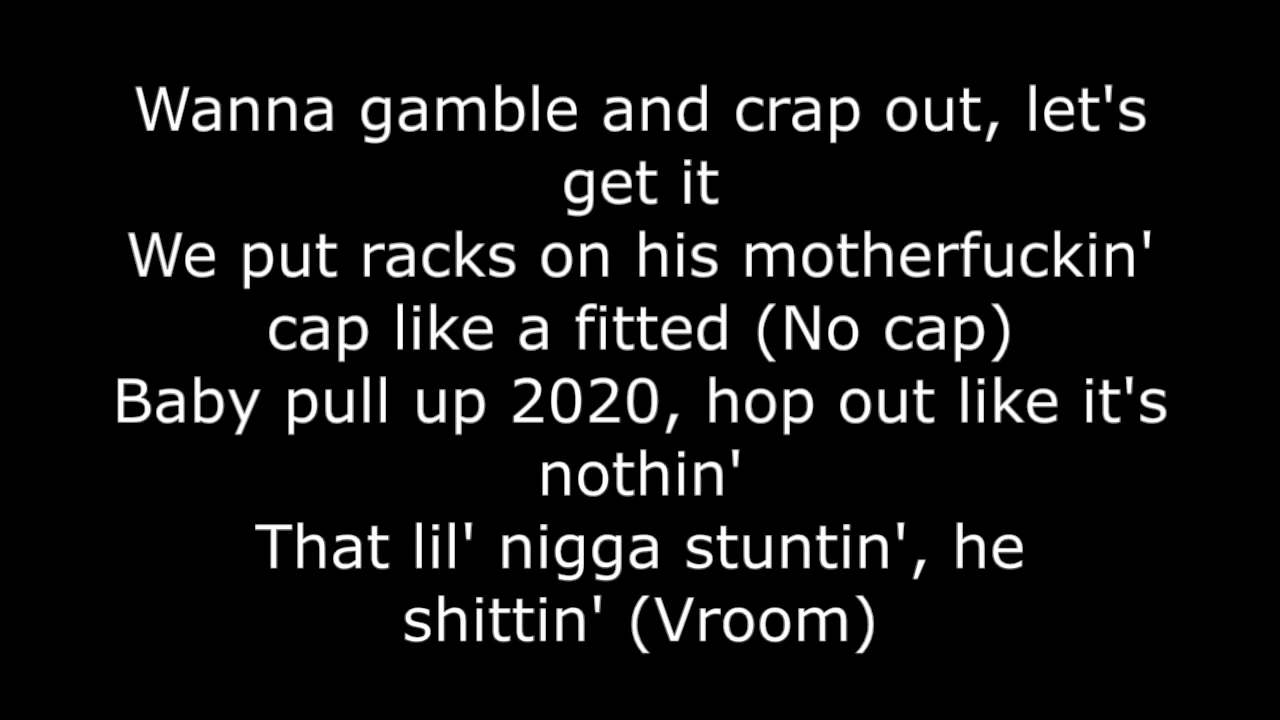 Wanna gamble and crap out, let's
get it
We put racks on his motherfuckin'
cap like a fitted (No cap)
Baby pull up 2020, hop out like it's
nothin'
That lil' nigga stuntin', he
shittin' (Vroom)